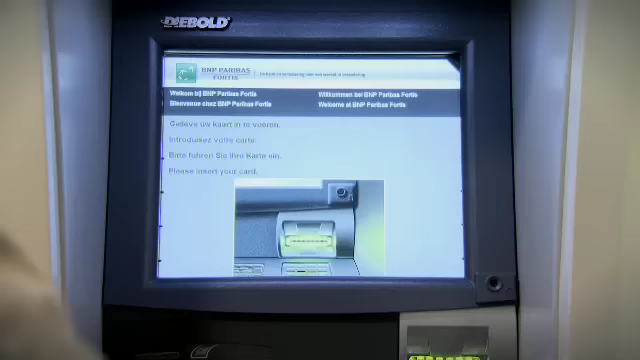 DIEBOLD
BNP PARIBAS
FORTIS
Welkom bij BNP Paribas Fortis
Willkommen bei BNP Paribas Fortis
Bienvenue chez BNP Paribas Fortis
Welcome at BNP Paribas Fortis
Gelieve uw kaart in te voeren.
Introduisez votre carte.
Bitte führen Sie Ihre Karte ein.
Please insert your card.